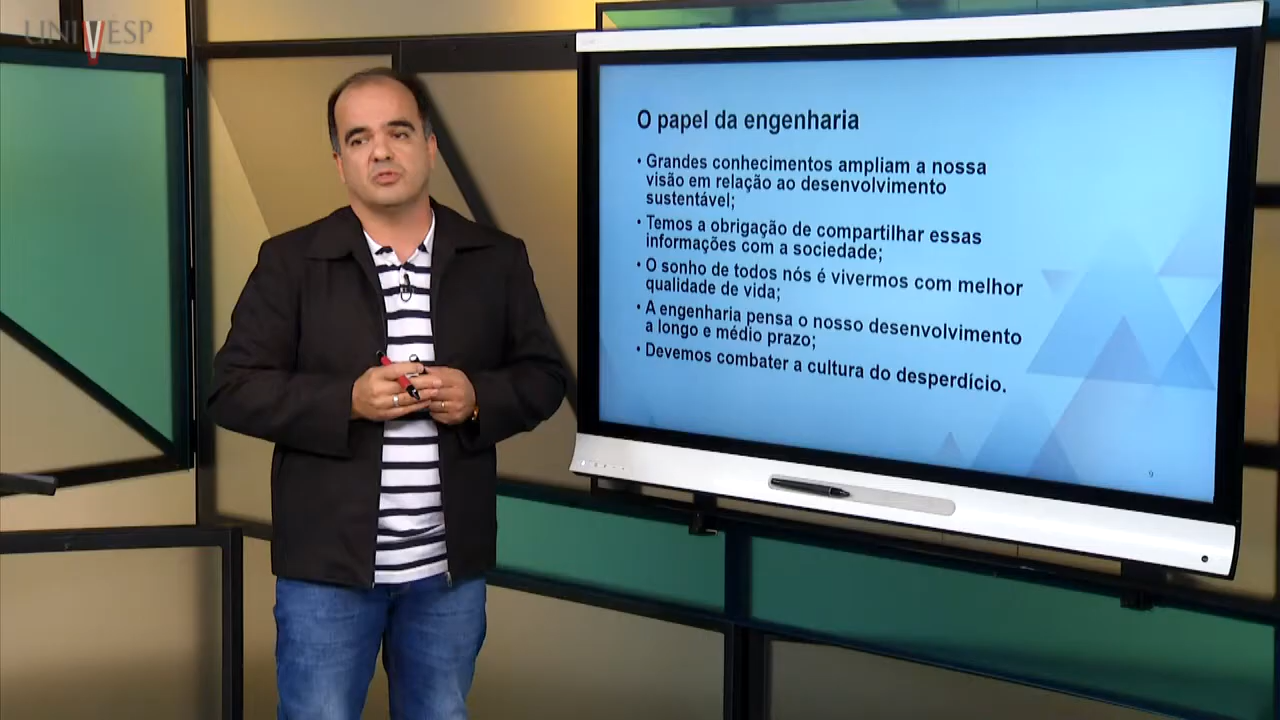 UNIVESP
O papel da engenharia
• Grandes conhecimentos ampliam a nossa
visão em relação ao desenvolvimento
sustentável;
• Temos a obrigação de compartilhar essas
informações com a sociedade;
• O sonho de todos nós é vivermos com melhor
qualidade de vida;
• A engenharia pensa o nosso desenvolvimento
a longo e médio prazo;
• Devemos combater a cultura do desperdício.
9